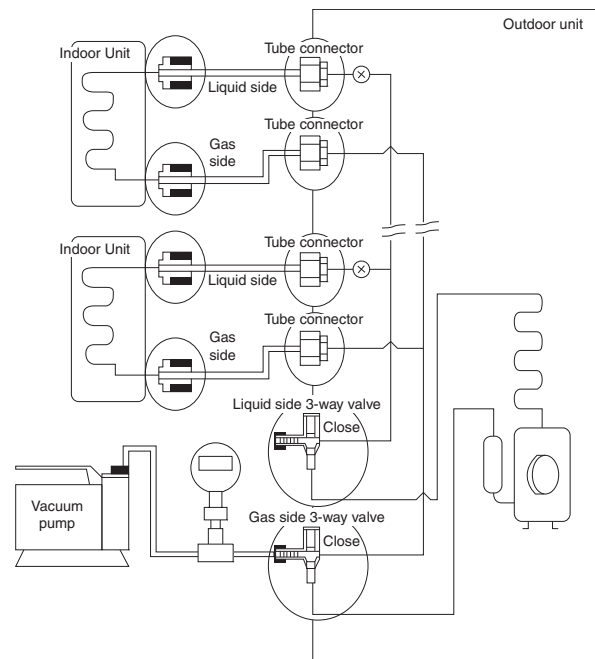 Outdoor unit
Indoor Unit
Tube connector
Liquid side
Tube connector
Gas
side
Indoor Unit
Tube connector
Liquid side
Tube connector
Gas
side
Liquid side 3-way valve
Close
Vacuum
pump
Gas side 3-way valve
Close